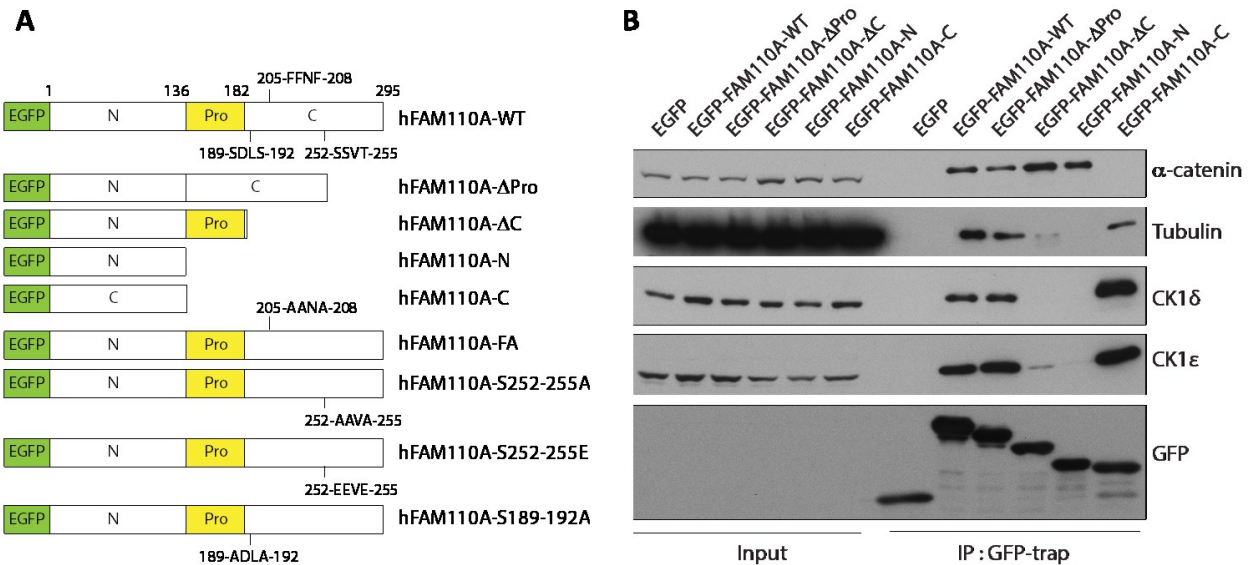 A
1 136 182 205-FFNF-208 295
EGFP N Pro C hFAM110A-WT
189-SDLS-192 252-SSVT-255
EGFP N C hFAM110A-ΔPro
EGFP N Pro hFAM110A-ΔC
EGFP N hFAM110A-N
EGFP C hFAM110A-C
205-AANA-208
EGFP N Pro hFAM110A-FA
EGFP N Pro hFAM110A-S252-255A
252-AAVA-255
EGFP N Pro hFAM110A-S252-255E
252-EEVE-255
EGFP N Pro hFAM110A-S189-192A
189-ADLA-192
B
EGFP
EGFP-FAM110A-WT
EGFP-FAM110A-ΔPro
EGFP-FAM110A-ΔC
EGFP-FAM110A-N
EGFP-FAM110A-C
EGFP
EGFP-FAM110A-WT
EGFP-FAM110A-ΔPro
EGFP-FAM110A-ΔC
EGFP-FAM110A-N
EGFP-FAM110A-C
α-catenin
Tubulin
CK1δ
CK1ε
GFP
Input
IP : GFP-trap